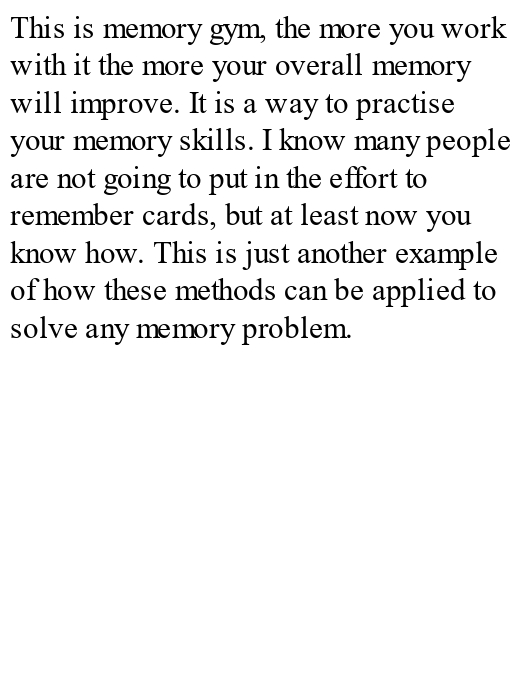 This is memory gym, the more you work
with it the more your overall memory
will improve. It is a way to practise
your memory skills. I know many people
are not going to put in the effort to
remember cards, but at least now you
know how. This is just another example
of how these methods can be applied to
solve any memory problem.